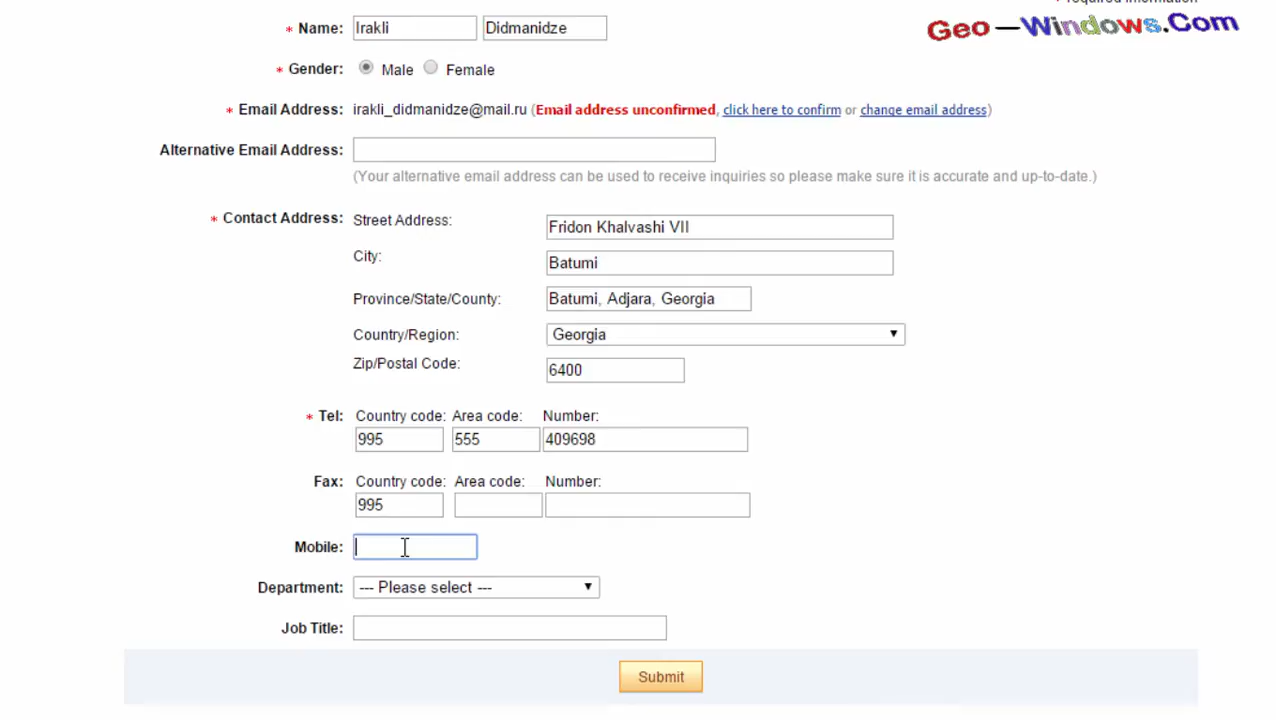 * required information
Geo-Windows.Com
* Name: Irakli Didmanidze
* Gender: Male Female
* Email Address: irakli_didmanidze@mail.ru (Email address unconfirmed, click here to confirm or change email address)
Alternative Email Address:
(Your alternative email address can be used to receive inquiries so please make sure it is accurate and up-to-date.)
* Contact Address: Street Address: Fridon Khalvashi VII
City: Batumi
Province/State/County: Batumi, Adjara, Georgia
Country/Region: Georgia
Zip/Postal Code: 6400
* Tel: Country code: Area code: Number:
995 555 409698
Fax: Country code: Area code: Number:
995
Mobile:
Department: --- Please select ---
Job Title:
Submit